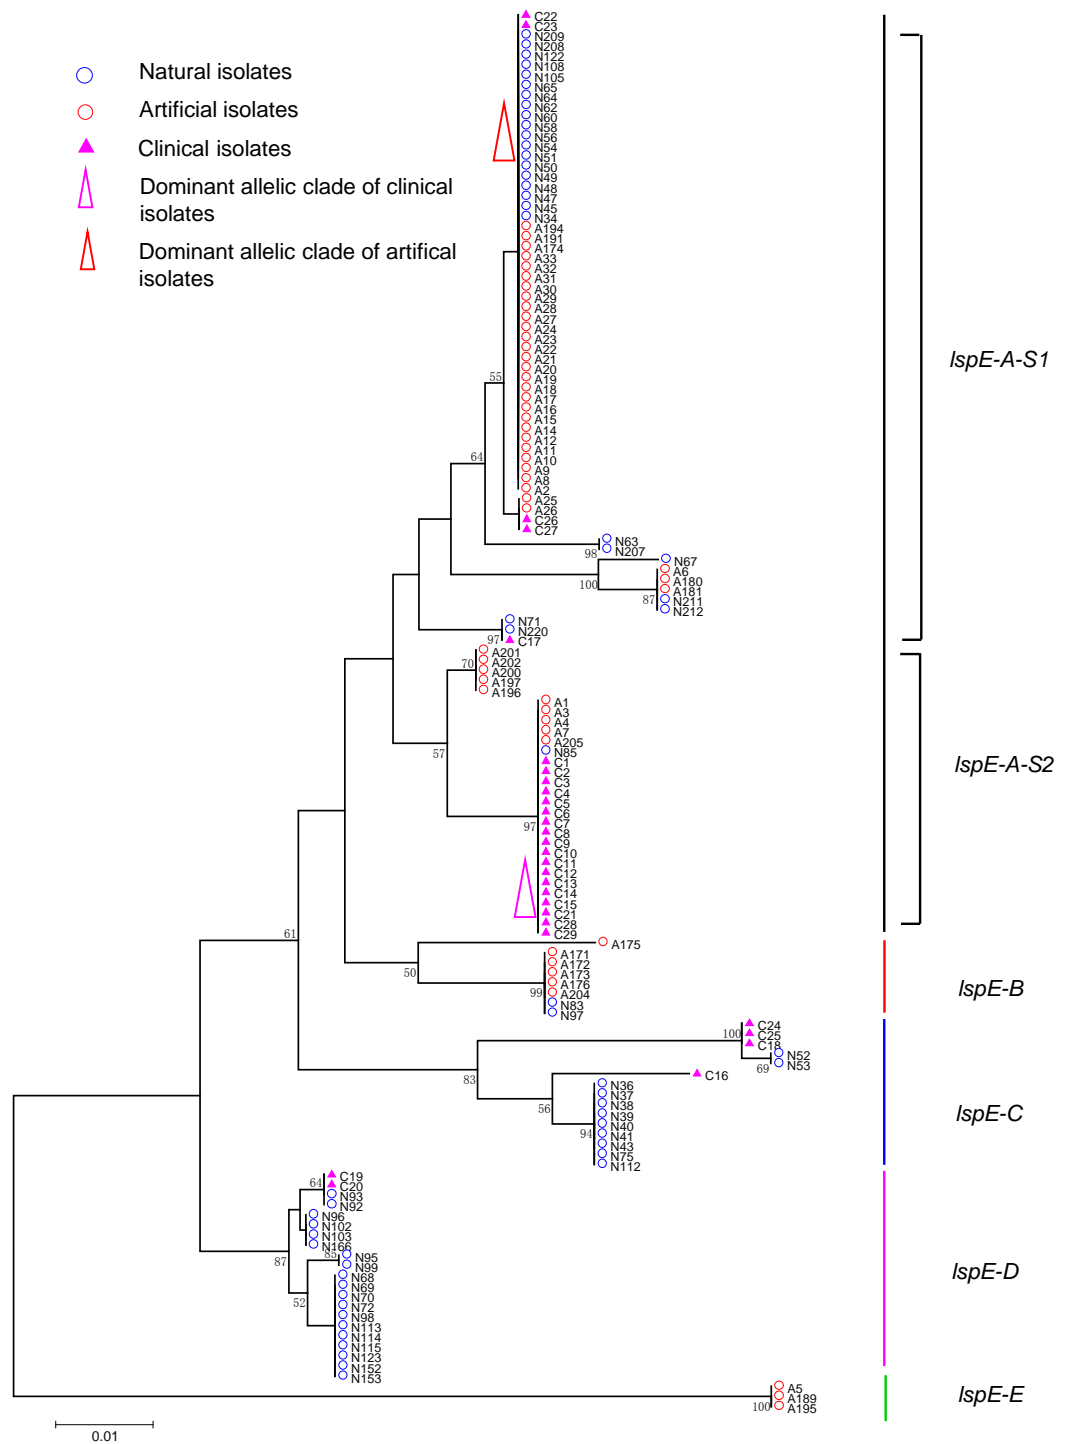 Natural isolates
Artificial isolates
Clinical isolates
Dominant allelic clade of clinical
isolates
Dominant allelic clade of artifical
isolates
C22
C23
N209
N208
N122
N108
N105
N65
N64
N62
N60
N58
N56
N54
N51
N50
N49
N48
N47
N45
N34
A194
A191
A174
A33
A32
A31
A30
A29
A28
A27
A24
A23
A22
A21
A20
A19
A18
A17
A16
A15
A14
A12
A11
A10
A9
A8
A2
A25
A26
C26
C27
55
64
N63
N207
98
N67
A6
A180
A181
N211
N212
100
87
N71
N220
C17
97
lspE-A-S1
A201
A202
A200
A197
A196
70
A1
A3
A4
A7
A205
N85
C1
C2
C3
C4
C5
C6
C7
C8
C9
C10
C11
C12
C13
C14
C15
C21
C28
C29
57
97
lspE-A-S2
61
A175
A171
A172
A173
A176
A204
N83
N97
50
99
lspE-B
C24
C25
C18
N52
N53
100
69
83
C16
56
N36
N37
N38
N39
N40
N41
N43
N75
N112
94
lspE-C
C19
C20
N93
N92
64
N96
N102
N103
N166
87
85
N95
N99
52
N68
N69
N70
N72
N98
N113
N114
N115
N123
N152
N153
lspE-D
A5
A189
A195
100
lspE-E
0.01